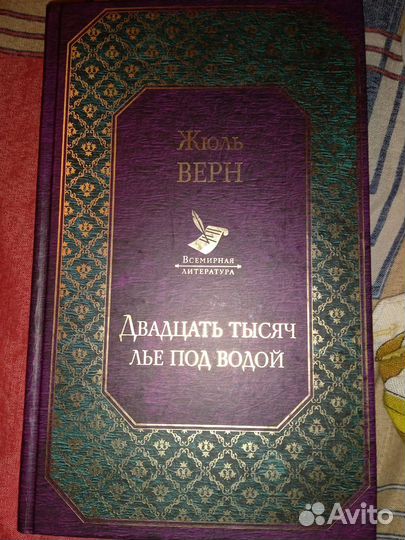 Жюль
ВЕРН
Всемирная
литература
Двадцать тысяч
лье под водой
Avito